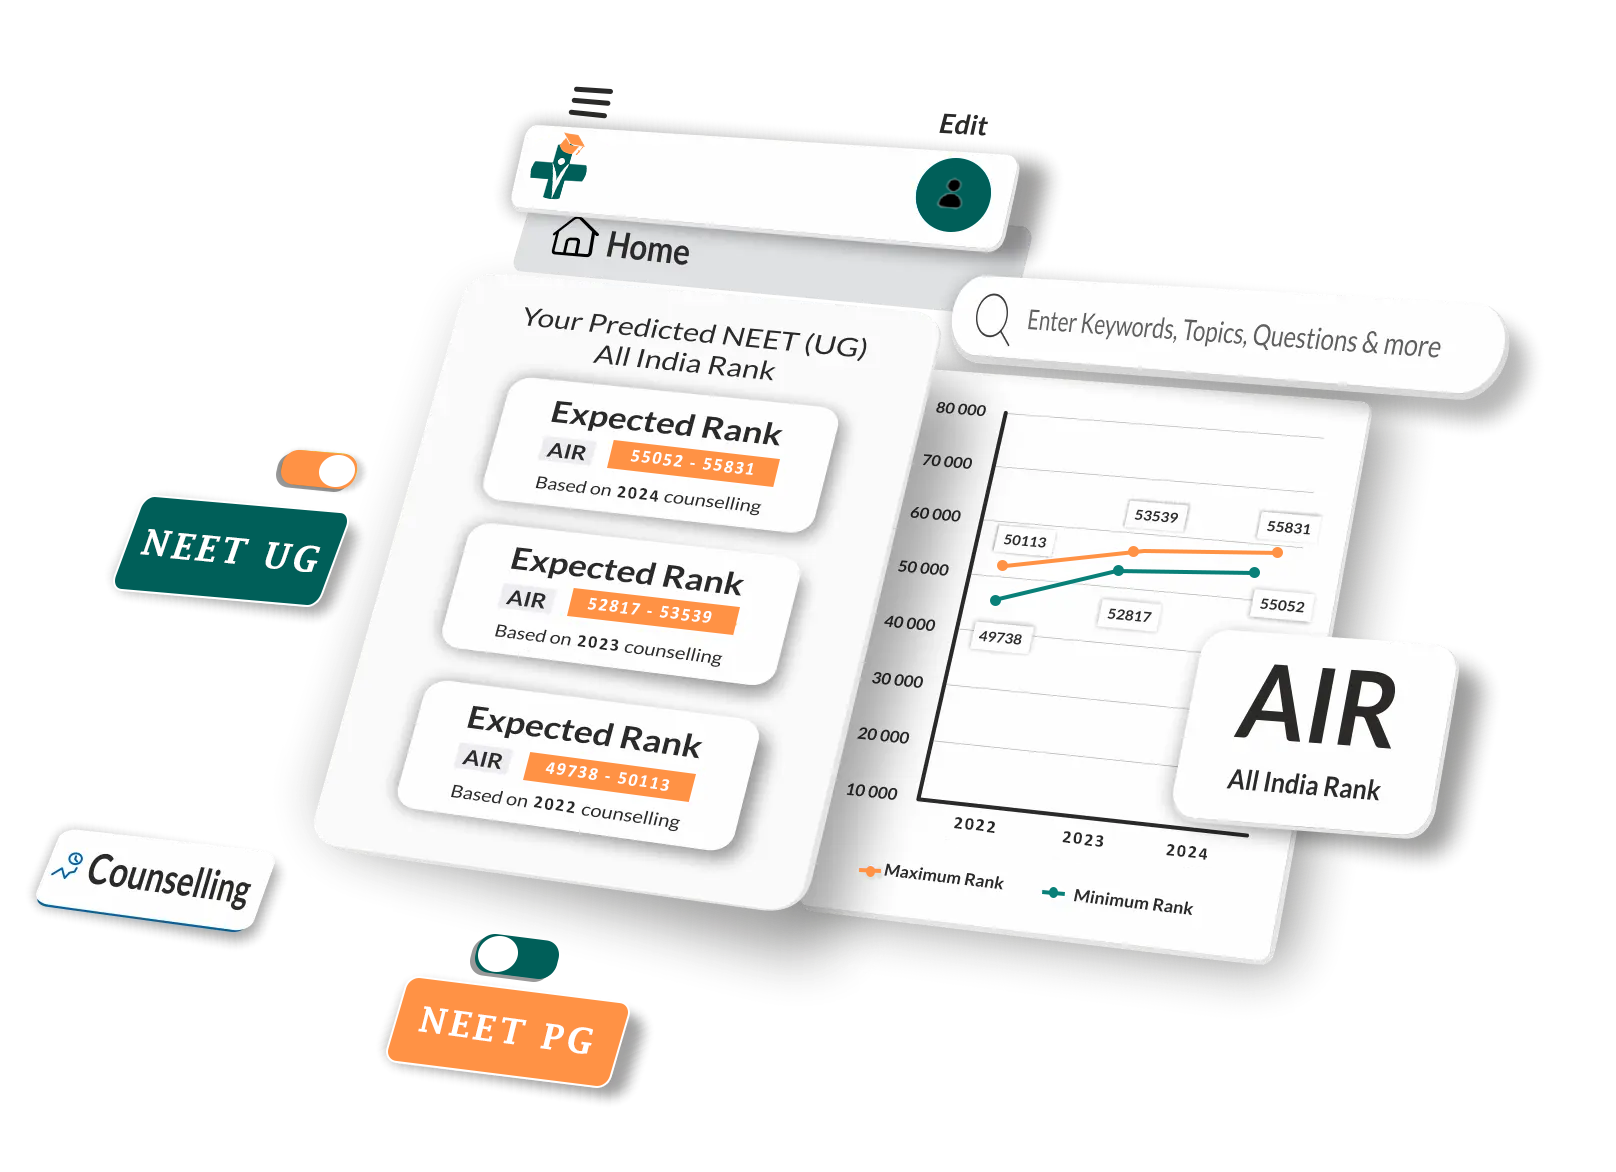 Edit
Home
Enter Keywords, Topics, Questions & more
Your Predicted NEET (UG)
All India Rank
Expected Rank
AIR 55052 - 55831
Based on 2024 counselling
Expected Rank
AIR 52817 - 53539
Based on 2023 counselling
Expected Rank
AIR 49738 - 50113
Based on 2022 counselling
80 000
70 000
60 000
50 000
40 000
30 000
20 000
10 000
50113
53539
55831
49738
52817
55052
2022
2023
2024
Maximum Rank
Minimum Rank
AIR
All India Rank
NEET UG
Counselling
NEET PG